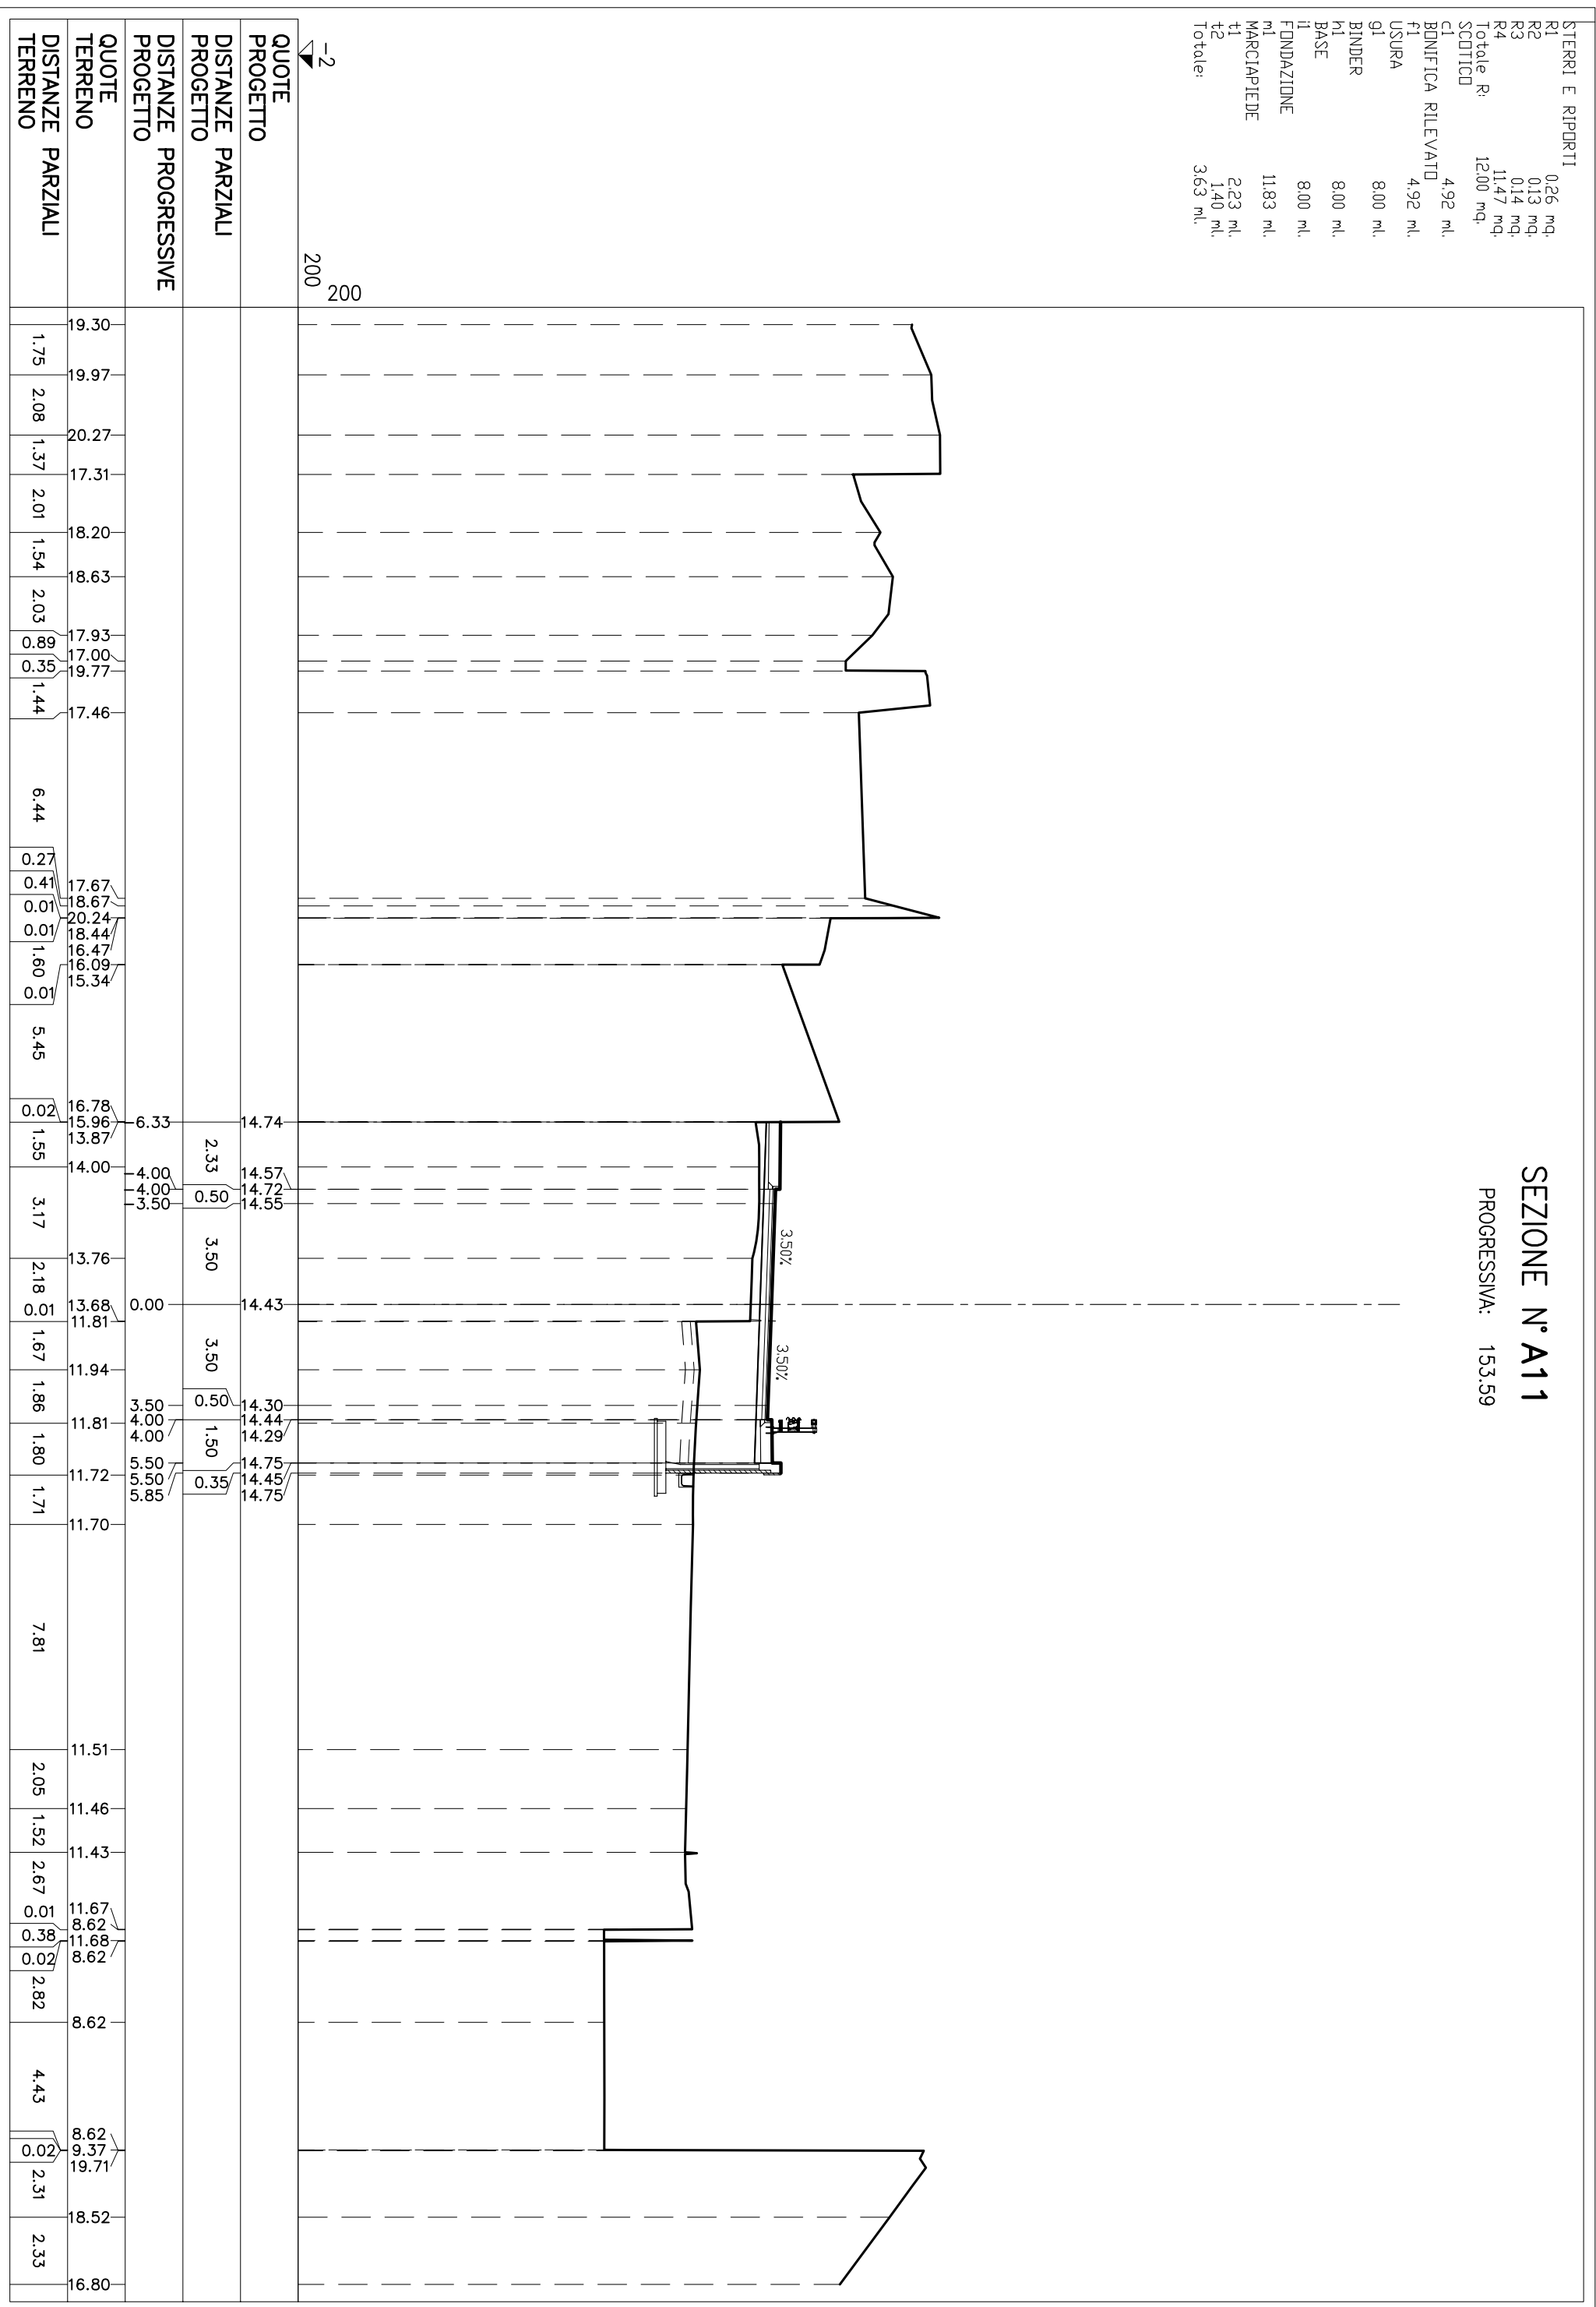 SEZIONE N° A11
PROGRESSIVA: 153.59
STERRI E RIPORTI
R1 0.26 mq.
R2 0.13 mq.
R3 0.14 mq.
R4 11.47 mq.
Totale R: 12.00 mq.
SCOTICO
c1 4.92 ml.
BONIFICA RILEVATO
f1 4.92 ml.
USURA
g1 8.00 ml.
BINDER
h1 8.00 ml.
BASE
i1 8.00 ml.
FONDAZIONE
m1 11.83 ml.
MARCIAPIEDE
t1 2.23 ml.
t2 1.40 ml.
Totale: 3.63 ml.
3.50% 3.50%
200
200
-2
QUOTE PROGETTO
14.74 14.57 14.72 14.55 14.43 14.30 14.44 14.29 14.75 14.45 14.75
DISTANZE PARZIALI PROGETTO
2.33 0.50 3.50 3.50 0.50 1.50 0.35
DISTANZE PROGRESSIVE PROGETTO
-6.33 -4.00 -4.00 -3.50 0.00 3.50 4.00 4.00 5.50 5.50 5.85
QUOTE TERRENO
19.30 19.97 20.27 17.31 18.20 18.63 17.93 17.00 19.77 17.46 17.67 18.67 20.24 18.44 16.47 16.09 15.34 16.78 15.96 13.87 14.00 13.76 13.68 11.81 11.94 11.81 11.72 11.70 11.51 11.46 11.43 11.67 8.62 11.68 8.62 8.62 8.62 9.37 19.71 18.52 16.80
DISTANZE PARZIALI TERRENO
1.75 2.08 1.37 2.01 1.54 2.03 0.89 0.35 1.44 6.44 0.27 0.41 0.01 0.01 1.60 0.01 5.45 0.02 1.55 3.17 2.18 0.01 1.67 1.86 1.80 1.71 7.81 2.05 1.52 2.67 0.01 0.38 0.02 2.82 4.43 0.02 2.31 2.33